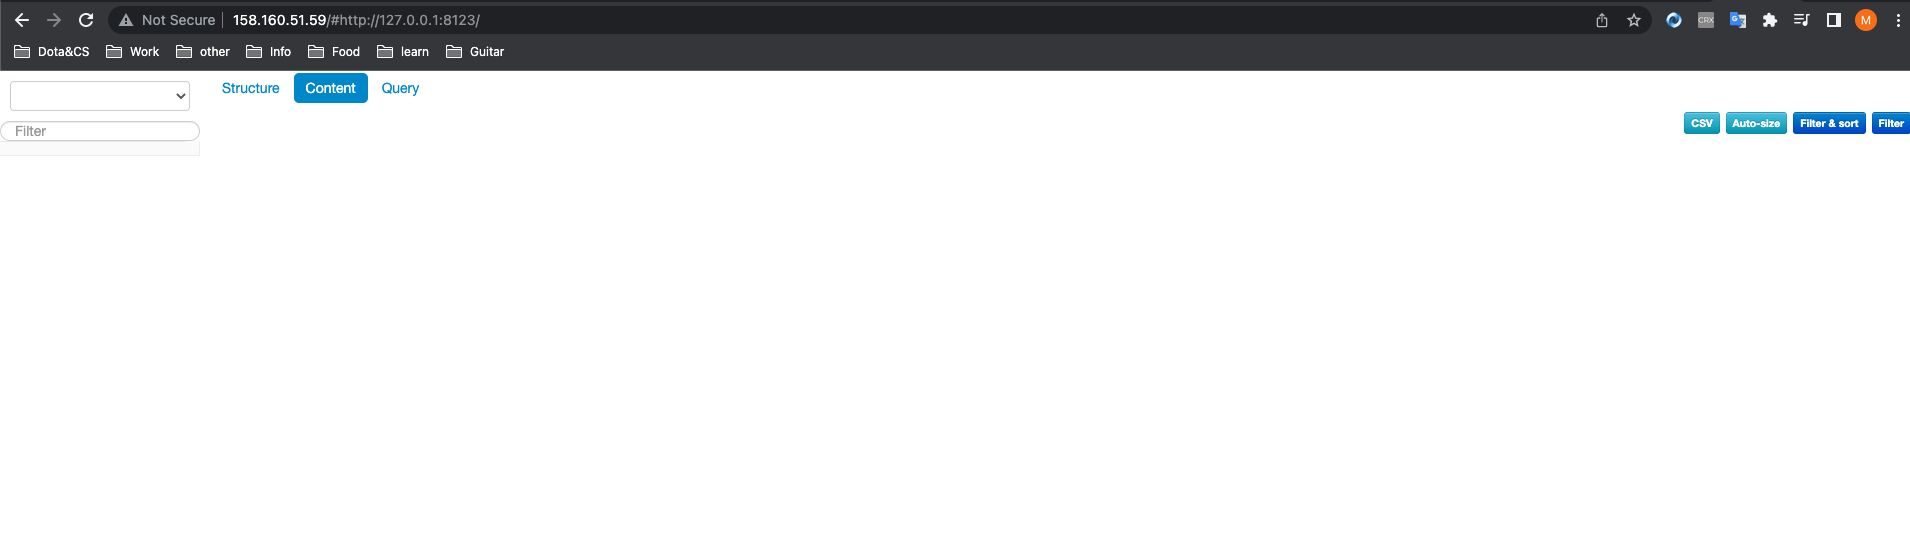 Not Secure 158.160.51.59/#http://127.0.0.1:8123/
CRX
G
M
Dota&CS Work other Info Food learn Guitar
Structure Content Query
Filter
CSV Auto-size Filter & sort Filter